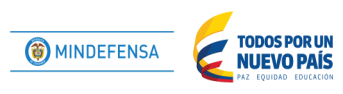 MINDEFENSA
TODOS POR UN
NUEVO PAÍS
PAZ EQUIDAD EDUCACIÓN